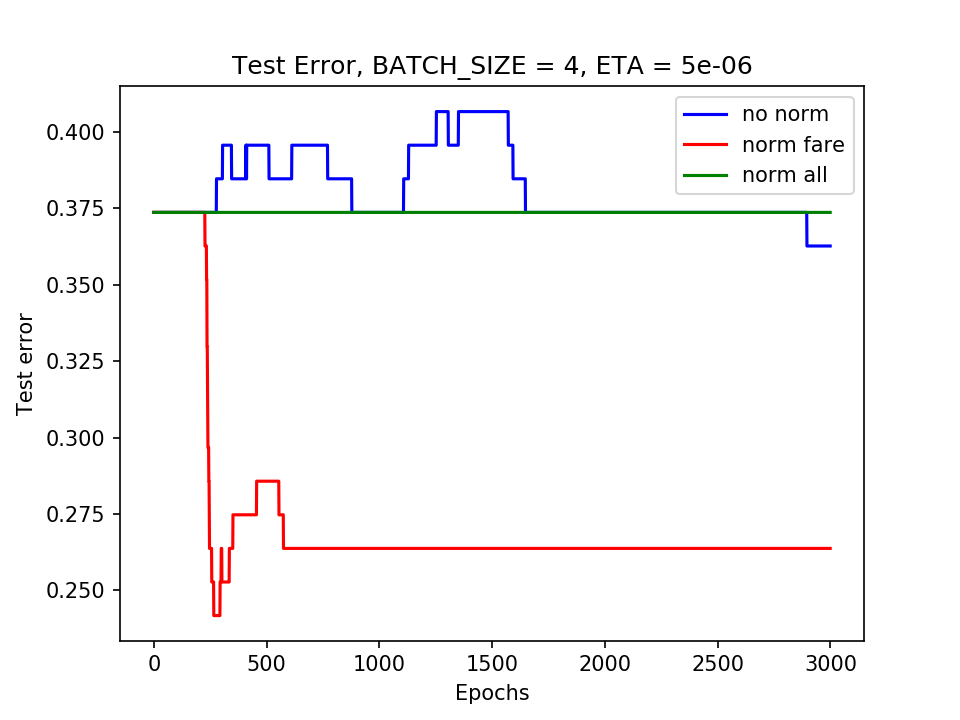 Test Error, BATCH_SIZE = 4, ETA = 5e-06
no norm
norm fare
norm all
0.400
0.375
0.350
0.325
0.300
0.275
0.250
Test error
0
500
1000
1500
2000
2500
3000
Epochs